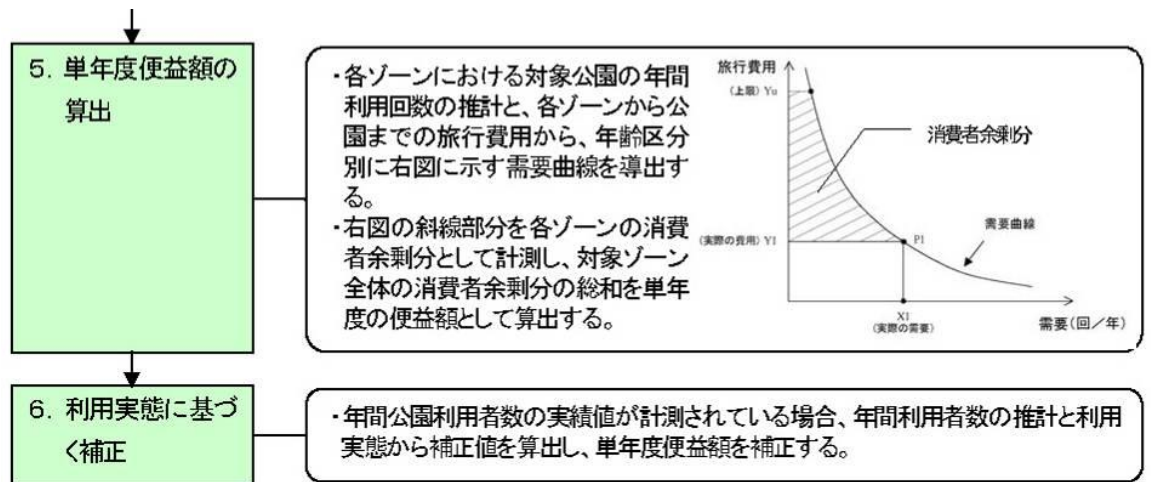 5．単年度便益額の
算出
・各ゾーンにおける対象公園の年間
利用回数の推計と、各ゾーンから公
園までの旅行費用から、年齢区分
別に右図に示す需要曲線を導出す
る。
・右図の斜線部分を各ゾーンの消費
者余剰分として計測し、対象ゾーン
全体の消費者余剰分の総和を単年
度の便益額として算出する。
旅行費用
(上限) Yu
消費者余剰分
需要曲線
(実際の費用) Y1
P1
X1
(実際の需要)
需要(回／年)
6．利用実態に基づ
く補正
・年間公園利用者数の実績値が計測されている場合、年間利用者数の推計と利用
実態から補正値を算出し、単年度便益額を補正する。